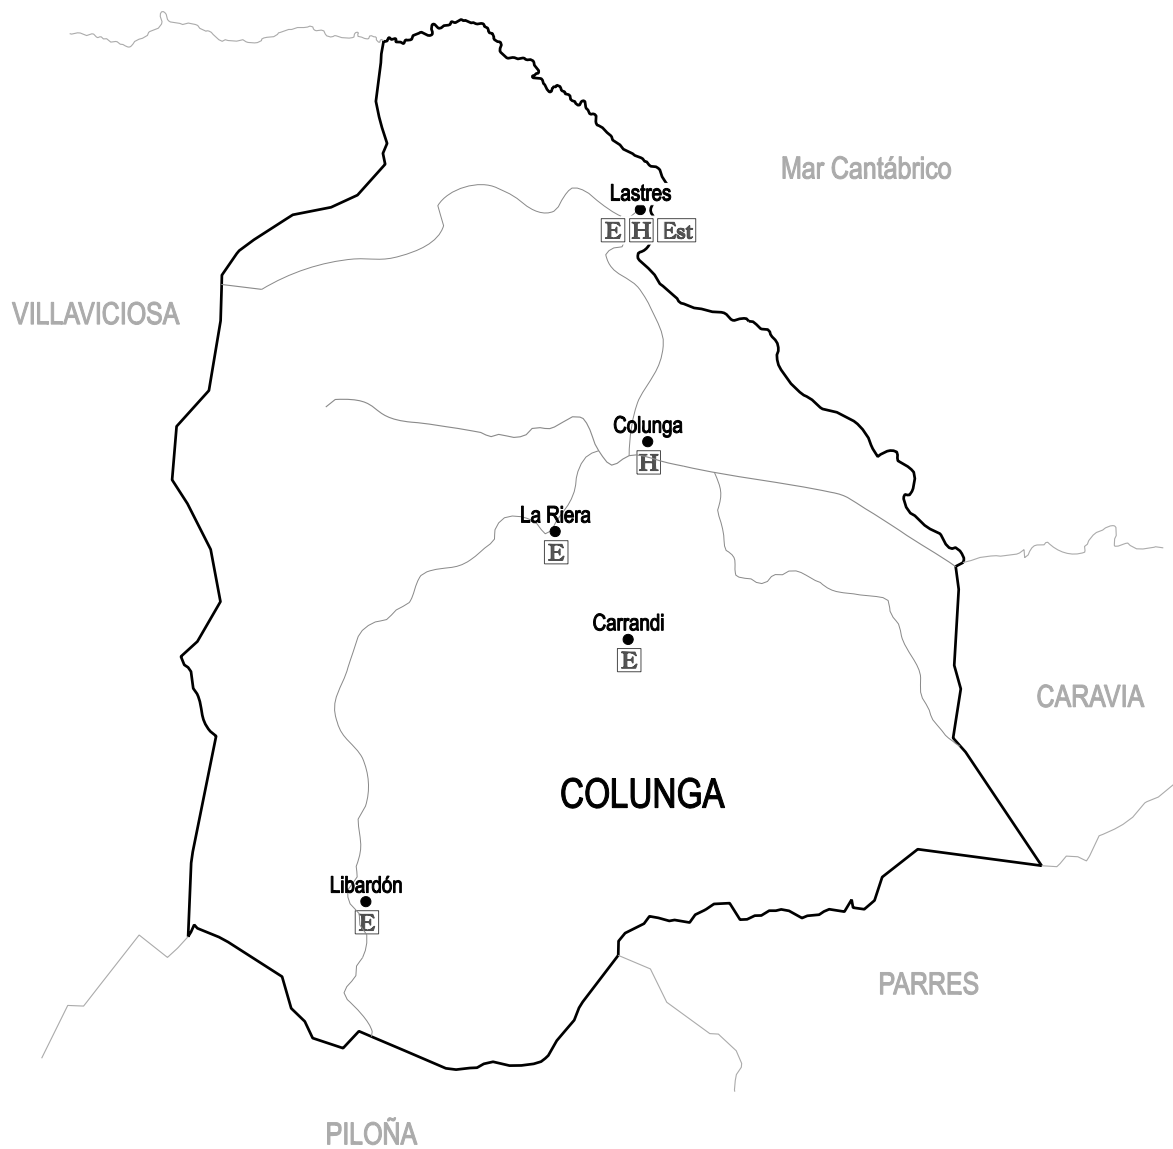 Mar Cantábrico
Lastres
E H Est
VILLAVICIOSA
Colunga
H
La Riera
E
Carrandi
E
CARAVIA
COLUNGA
Libardón
E
PARRES
PILOÑA